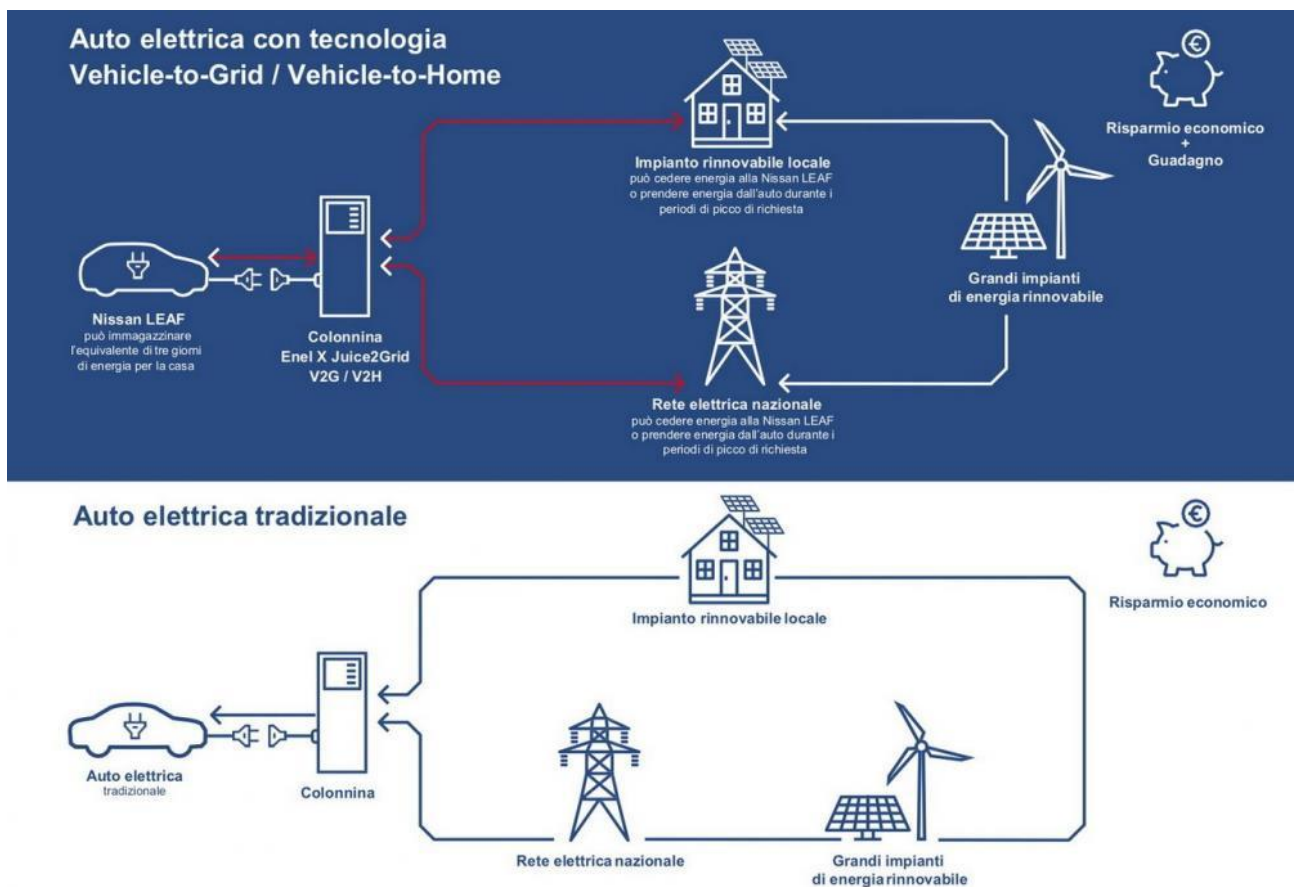 Auto elettrica con tecnologia
Vehicle-to-Grid / Vehicle-to-Home
Risparmio economico
+
Guadagno
Impianto rinnovabile locale
può cedere energia alla Nissan LEAF
o prendere energia dall'auto durante i
periodi di picco di richiesta
Grandi impianti
di energia rinnovabile
Nissan LEAF
può immagazzinare
l'equivalente di tre giorni
di energia per la casa
Colonnina
Enel X Juice2Grid
V2G / V2H
Rete elettrica nazionale
può cedere energia alla Nissan LEAF
o prendere energia dall'auto durante i
periodi di picco di richiesta
Auto elettrica tradizionale
€
Risparmio economico
Impianto rinnovabile locale
Auto elettrica
tradizionale
Colonnina
Rete elettrica nazionale
Grandi impianti
di energia rinnovabile